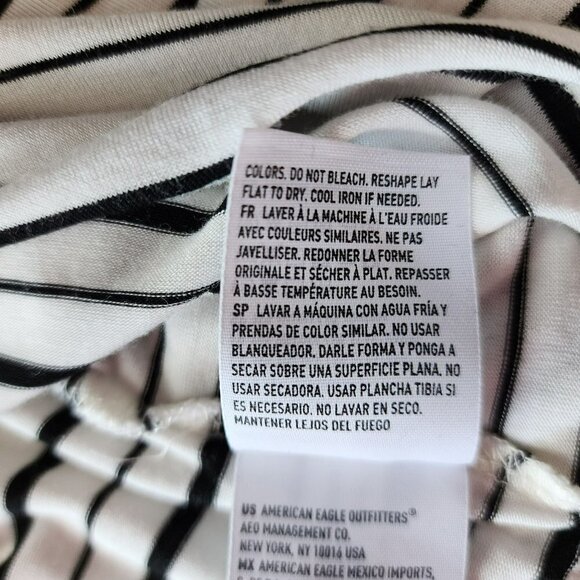 COLORS. DO NOT BLEACH. RESHAPE LAY
FLAT TO DRY. COOL IRON IF NEEDED.
FR LAVER À LA MACHINE À L'EAU FROIDE
AVEC COULEURS SIMILAIRES. NE PAS
JAVELLISER. REDONNER LA FORME
ORIGINALE ET SÉCHER À PLAT. REPASSER
À BASSE TEMPÉRATURE AU BESOIN.
SP LAVAR A MÁQUINA CON AGUA FRÍA Y
PRENDAS DE COLOR SIMILAR. NO USAR
BLANQUEADOR. DARLE FORMA Y PONGA A
SECAR SOBRE UNA SUPERFICIE PLANA. NO
USAR SECADORA. USAR PLANCHA TIBIA SI
ES NECESARIO. NO LAVAR EN SECO.
MANTENER LEJOS DEL FUEGO
US AMERICAN EAGLE OUTFITTERS®
AEO MANAGEMENT CO.
NEW YORK, NY 10014 US
MX AMERICAN EAGLE MEXICO IMPORTS,